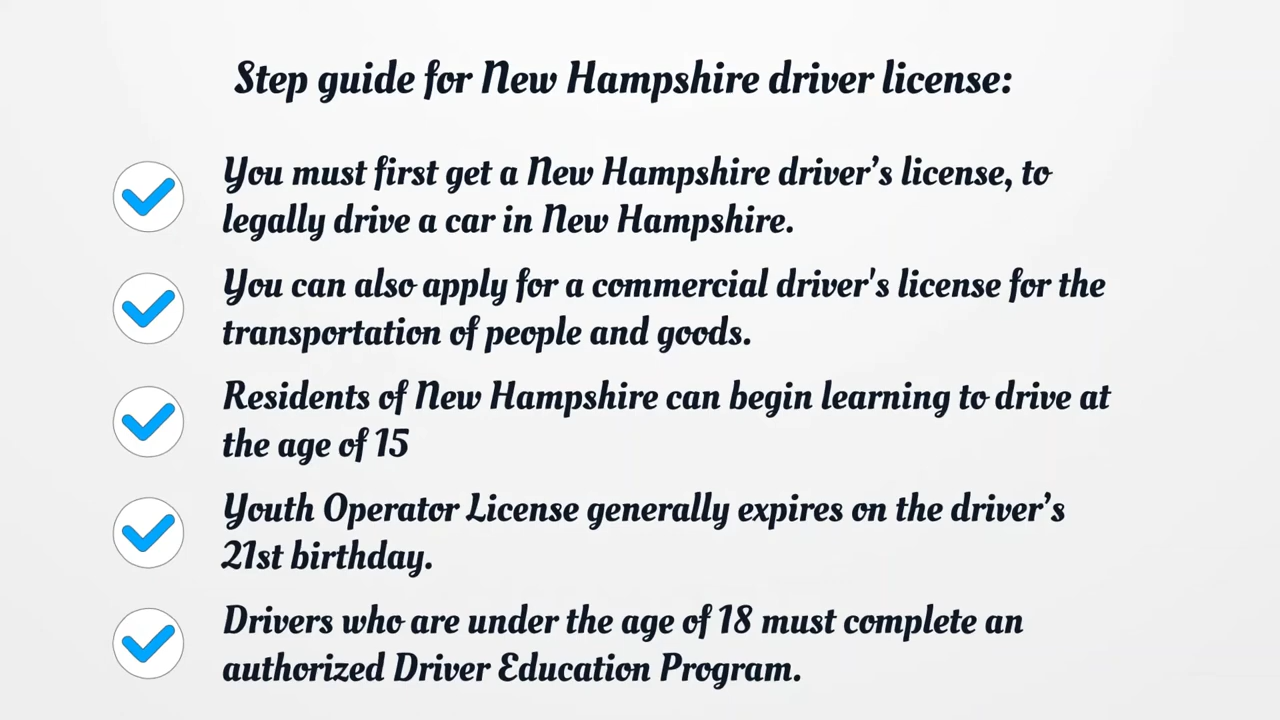 Step guide for New Hampshire driver license:
You must first get a New Hampshire driver’s license, to
legally drive a car in New Hampshire.
You can also apply for a commercial driver's license for the
transportation of people and goods.
Residents of New Hampshire can begin learning to drive at
the age of 15
Youth Operator License generally expires on the driver’s
21st birthday.
Drivers who are under the age of 18 must complete an
authorized Driver Education Program.